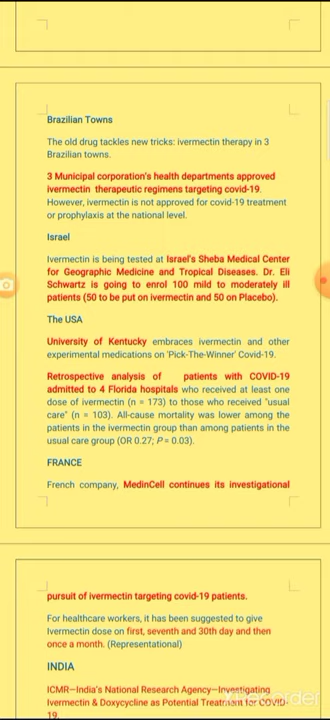 Brazilian Towns
The old drug tackles new tricks: ivermectin therapy in 3
Brazilian towns.
3 Municipal corporation's health departments approved
ivermectin therapeutic regimens targeting covid-19.
However, ivermectin is not approved for covid-19 treatment
or prophylaxis at the national level.
Israel
Ivermectin is being tested at Israel's Sheba Medical Center
for Geographic Medicine and Tropical Diseases. Dr. Eli
Schwartz is going to enrol 100 mild to moderately ill
patients (50 to be put on ivermectin and 50 on Placebo).
The USA
University of Kentucky embraces ivermectin and other
experimental medications on 'Pick-The-Winner' Covid-19.
Retrospective analysis of patients with COVID-19
admitted to 4 Florida hospitals who received at least one
dose of ivermectin (n = 173) to those who received "usual
care" (n = 103). All-cause mortality was lower among the
patients in the ivermectin group than among patients in the
usual care group (OR 0.27; P = 0.03).
FRANCE
French company, MedinCell continues its investigational
pursuit of ivermectin targeting covid-19 patients.
For healthcare workers, it has been suggested to give
Ivermectin dose on first, seventh and 30th day and then
once a month. (Representational)
INDIA
ICMR—India's National Research Agency—Investigating
Ivermectin & Doxycycline as Potential Treatment for COVID-
19.